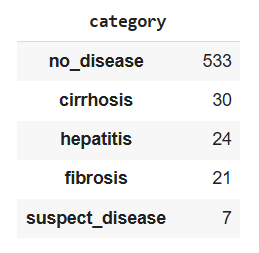 category
no_disease 533
cirrhosis 30
hepatitis 24
fibrosis 21
suspect_disease 7